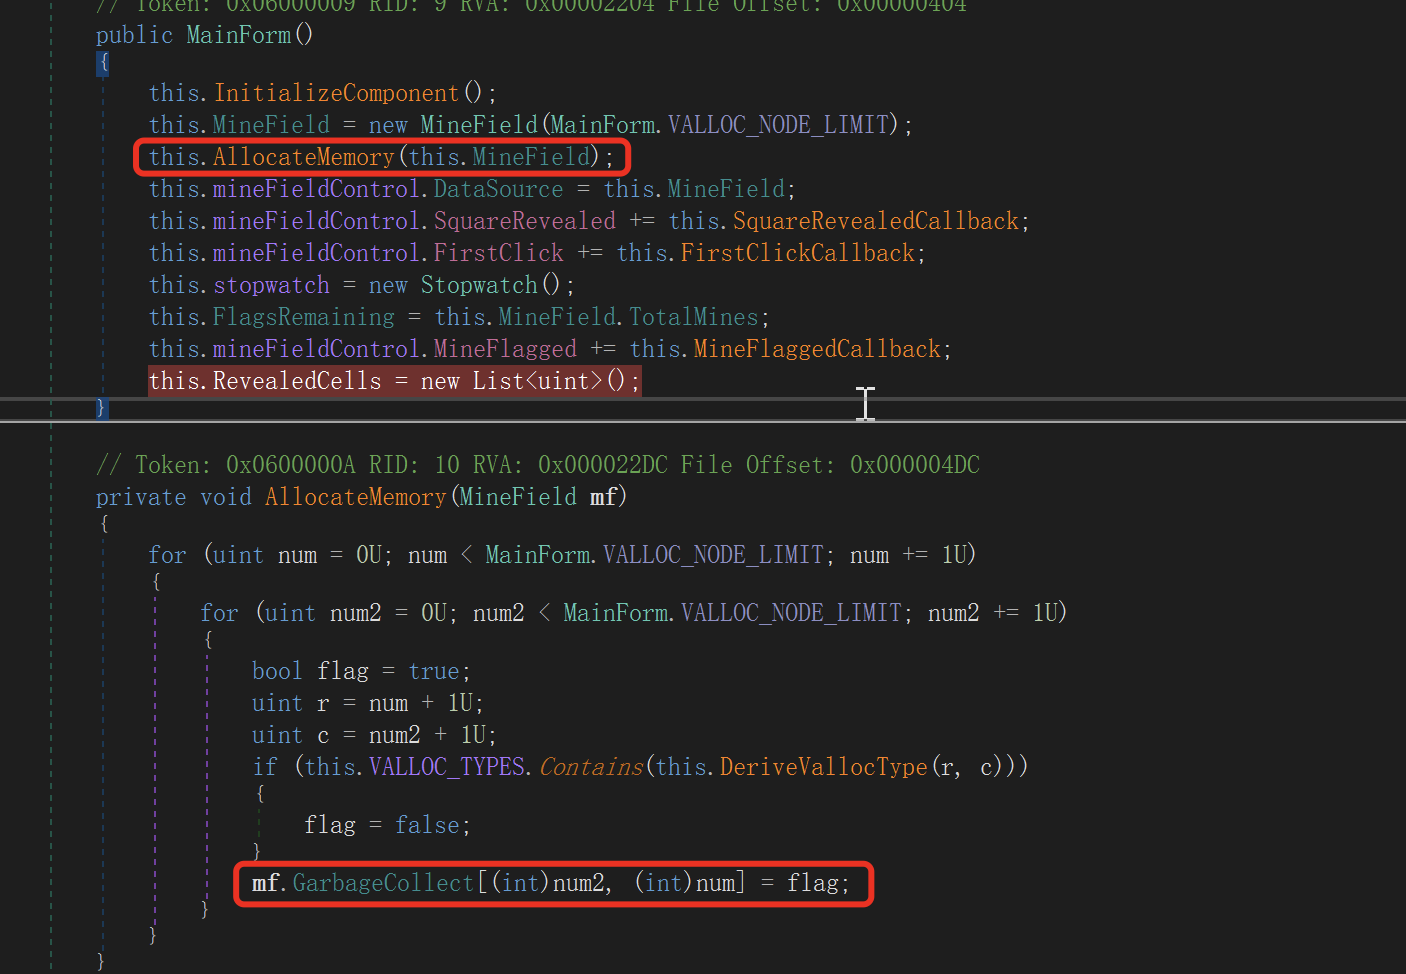 // Token: 0x06000009 RID: 9 RVA: 0x00002204 File Offset: 0x00000404
public MainForm()
{
this.InitializeComponent();
this.MineField = new MineField(MainForm.VALLOC_NODE_LIMIT);
this.AllocateMemory(this.MineField);
this.mineFieldControl.DataSource = this.MineField;
this.mineFieldControl.SquareRevealed += this.SquareRevealedCallback;
this.mineFieldControl.FirstClick += this.FirstClickCallback;
this.stopwatch = new Stopwatch();
this.FlagsRemaining = this.MineField.TotalMines;
this.mineFieldControl.MineFlagged += this.MineFlaggedCallback;
this.RevealedCells = new List<uint>();
}
// Token: 0x0600000A RID: 10 RVA: 0x000022DC File Offset: 0x000004DC
private void AllocateMemory(MineField mf)
{
for (uint num = 0U; num < MainForm.VALLOC_NODE_LIMIT; num += 1U)
{
for (uint num2 = 0U; num2 < MainForm.VALLOC_NODE_LIMIT; num2 += 1U)
{
bool flag = true;
uint r = num + 1U;
uint c = num2 + 1U;
if (this.VALLOC_TYPES.Contains(this.DeriveVallocType(r, c)))
{
flag = false;
}
mf.GarbageCollect[(int)num2, (int)num] = flag;
}
}
}